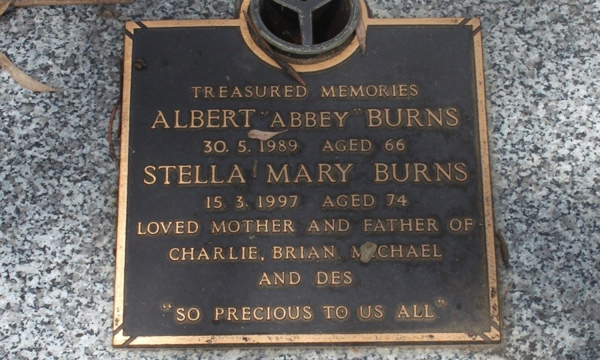 TREASURED MEMORIES
ALBERT "ABBEY" BURNS
30. 5. 1989 AGED 66
STELLA MARY BURNS
15. 3. 1997 AGED 74
LOVED MOTHER AND FATHER OF
CHARLIE, BRIAN, MICHAEL
AND DES
"SO PRECIOUS TO US ALL"